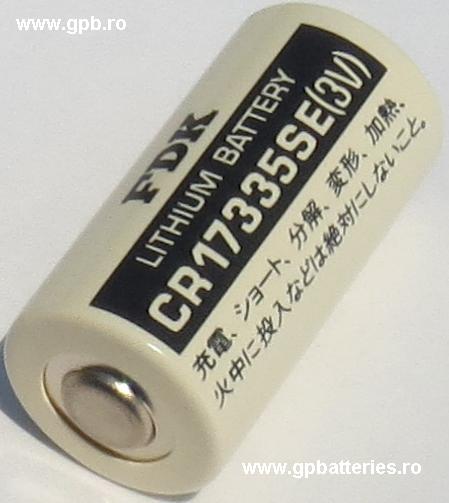 www.gpb.ro
FDK
LITHIUM BATTERY
CR17335SE(3V)
充電、ショート、分解、変形、加熱、
火中に投入などは絶対にしないこと。
www.gpbatteries.ro